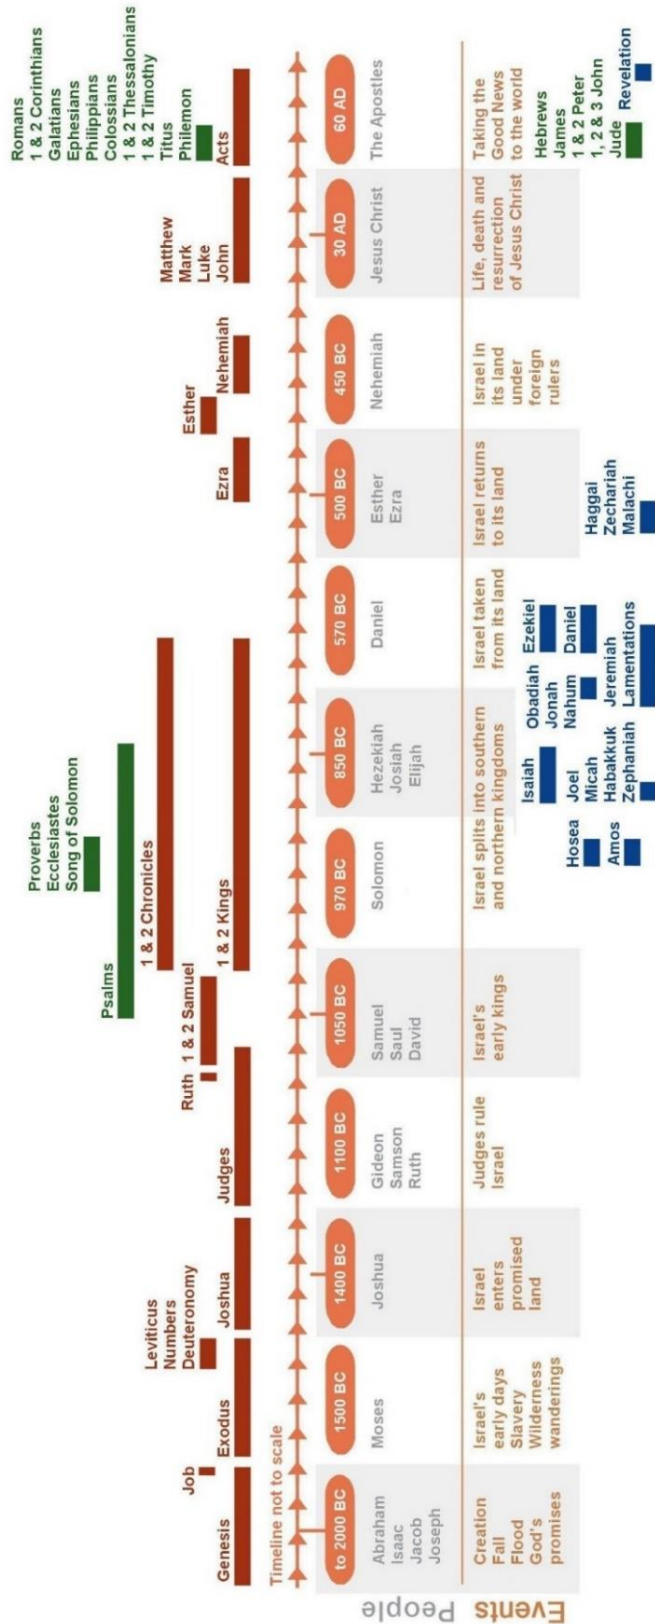 Proverbs
Ecclesiastes
Song of Solomon
Psalms
1 & 2 Chronicles
Romans
1 & 2 Corinthians
Galatians
Ephesians
Philippians
Colossians
1 & 2 Thessalonians
1 & 2 Timothy
Titus
Philemon
Leviticus
Numbers
Deuteronomy
Matthew
Mark
Luke
John
Job
Ruth
1 & 2 Samuel
Esther
Genesis
Exodus
Joshua
Judges
1 & 2 Kings
Ezra
Nehemiah
Acts
Timeline not to scale
to 2000 BC
1500 BC
1400 BC
1100 BC
1050 BC
970 BC
850 BC
570 BC
500 BC
450 BC
30 AD
60 AD
People
Abraham
Isaac
Jacob
Joseph
Moses
Joshua
Gideon
Samson
Ruth
Samuel
Saul
David
Solomon
Hezekiah
Josiah
Elijah
Daniel
Esther
Ezra
Nehemiah
Jesus Christ
The Apostles
Events
Creation
Fall
Flood
God's
promises
Israel's
early days
Slavery
Wilderness
wanderings
Israel
enters
promised
land
Judges rule
Israel
Israel's
early kings
Israel splits into southern
and northern kingdoms
Israel taken
from its land
Israel returns
to its land
Israel in
its land
under
foreign
rulers
Life, death and
resurrection
of Jesus Christ
Taking the
Good News
to the world
Hosea
Amos
Isaiah
Joel
Micah
Habakkuk
Zephaniah
Obadiah
Jonah
Nahum
Jeremiah
Lamentations
Ezekiel
Daniel
Haggai
Zechariah
Malachi
Hebrews
James
1 & 2 Peter
1, 2 & 3 John
Jude
Revelation